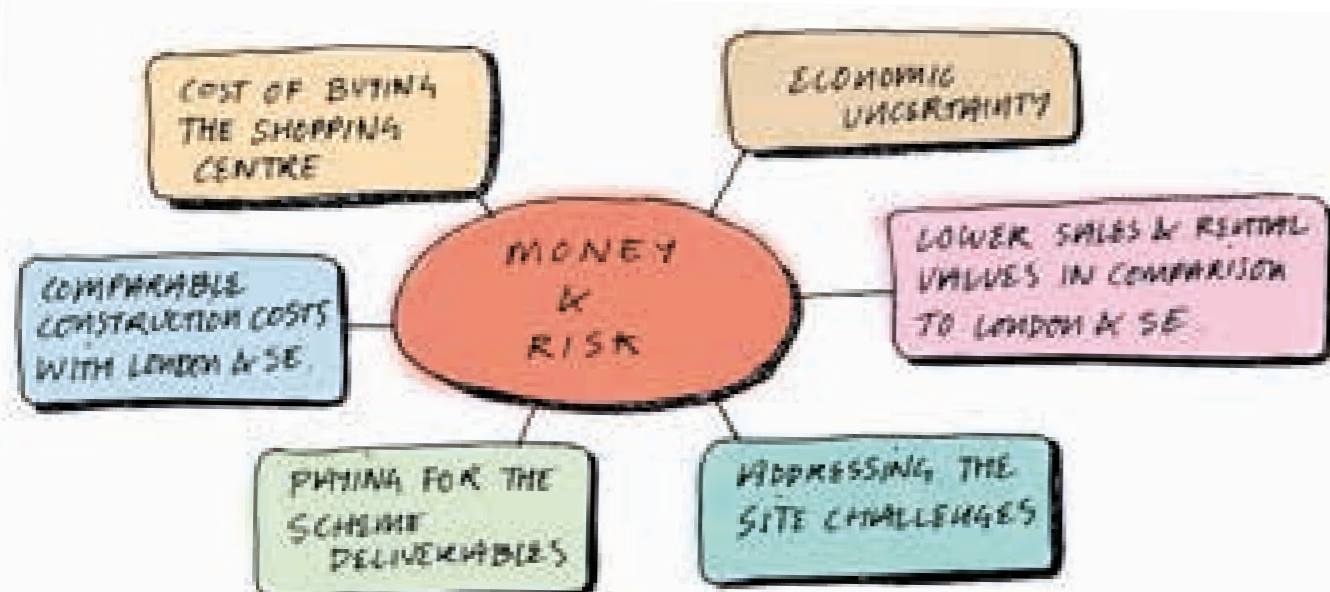 COST OF BUYING
THE SHOPPING
CENTRE
ECONOMIC
UNCERTAINTY
MONEY
&
RISK
COMPARABLE
CONSTRUCTION COSTS
WITH LONDON & SE.
LOWER SALES & RENTAL
VALUES IN COMPARISON
TO LONDON & SE
PAYING FOR THE
SCHEME
DELIVERABLES
ADDRESSING THE
SITE CHALLENGES